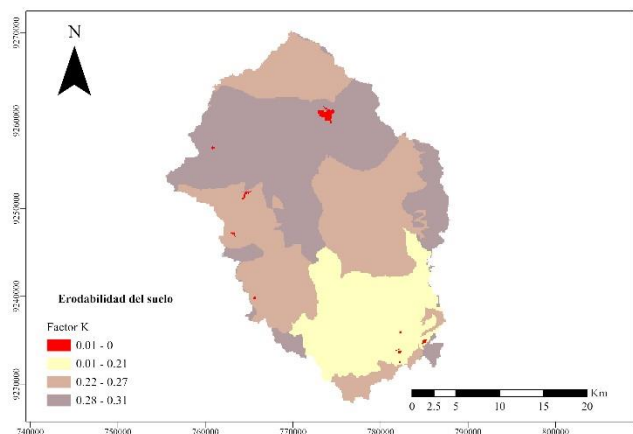 N
9270000
9260000
9250000
9240000
9230000
Erodabilidad del suelo
Factor K
0.01 - 0
0.01 - 0.21
0.22 - 0.27
0.28 - 0.31
Km
0 2.5 5 10 15 20
740000 750000 760000 770000 780000 790000 800000